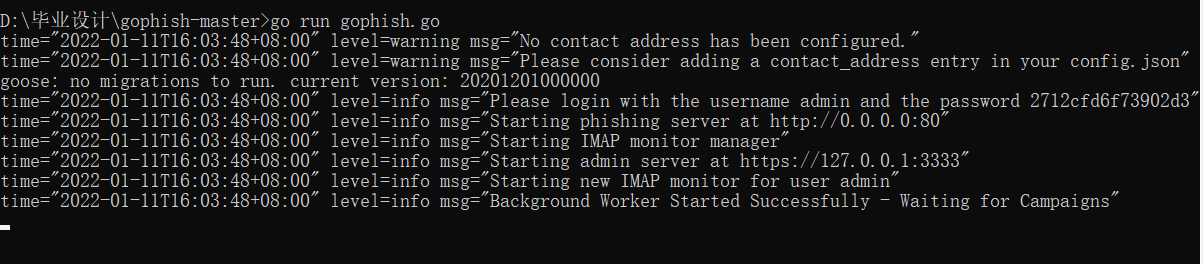 D:\毕业设计\gophish-master>go run gophish.go
time="2022-01-11T16:03:48+08:00" level=warning msg="No contact address has been configured."
time="2022-01-11T16:03:48+08:00" level=warning msg="Please consider adding a contact_address entry in your config.json"
goose: no migrations to run. current version: 20201201000000
time="2022-01-11T16:03:48+08:00" level=info msg="Please login with the username admin and the password 2712cfd6f73902d3"
time="2022-01-11T16:03:48+08:00" level=info msg="Starting phishing server at http://0.0.0.0:80"
time="2022-01-11T16:03:48+08:00" level=info msg="Starting IMAP monitor manager"
time="2022-01-11T16:03:48+08:00" level=info msg="Starting admin server at https://127.0.0.1:3333"
time="2022-01-11T16:03:48+08:00" level=info msg="Starting new IMAP monitor for user admin"
time="2022-01-11T16:03:48+08:00" level=info msg="Background Worker Started Successfully - Waiting for Campaigns"